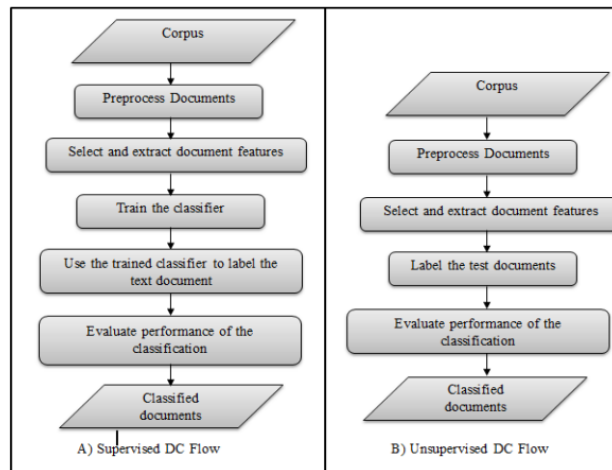 Corpus
Preprocess Documents
Select and extract document features
Train the classifier
Use the trained classifier to label the
text document
Evaluate performance of the
classification
Classified
documents
A) Supervised DC Flow
Corpus
Preprocess Documents
Select and extract document features
Label the test documents
Evaluate performance of the
classification
Classified
documents
B) Unsupervised DC Flow